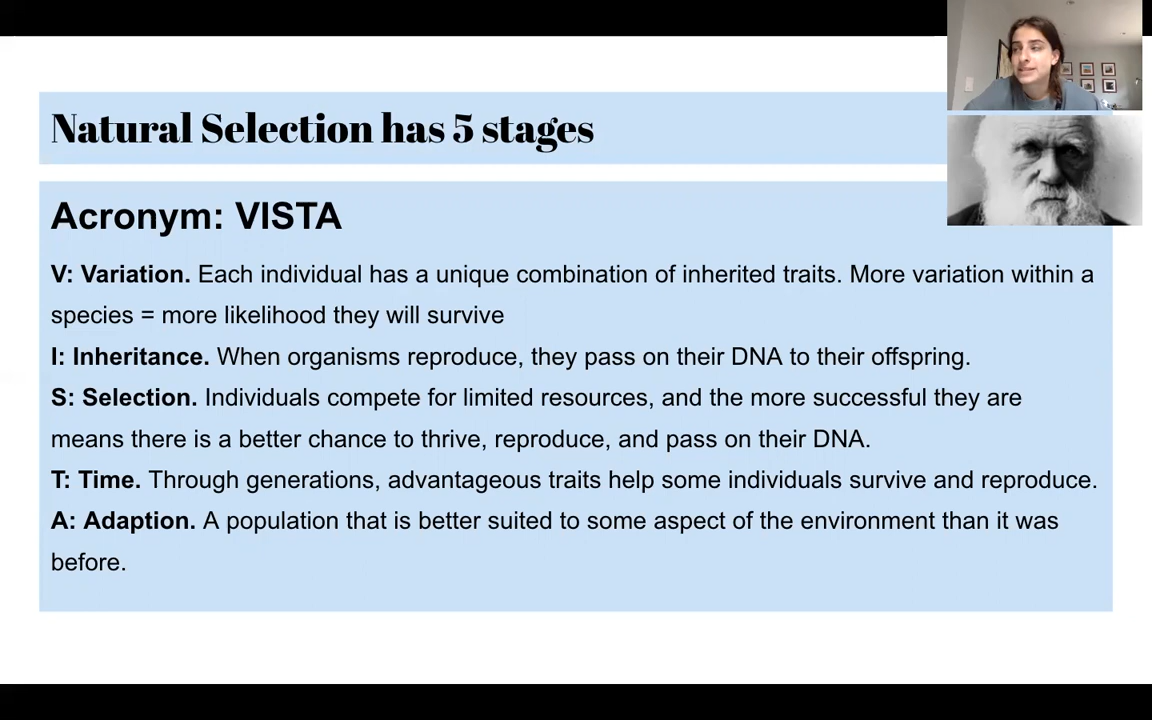 Natural Selection has 5 stages
Acronym: VISTA
V: Variation. Each individual has a unique combination of inherited traits. More variation within a
species = more likelihood they will survive
I: Inheritance. When organisms reproduce, they pass on their DNA to their offspring.
S: Selection. Individuals compete for limited resources, and the more successful they are
means there is a better chance to thrive, reproduce, and pass on their DNA.
T: Time. Through generations, advantageous traits help some individuals survive and reproduce.
A: Adaption. A population that is better suited to some aspect of the environment than it was
before.